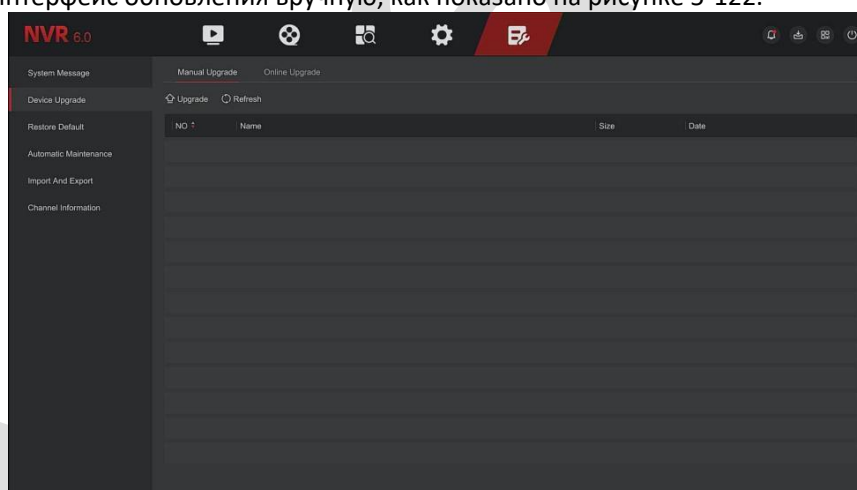 нтерфейс обновления вручную, как показано на рисунке 5-122.
NVR 6.0
System Message
Manual Upgrade Online Upgrade
Device Upgrade
Upgrade Refresh
Restore Default
NO Name Size Date
Automatic Maintenance
Import And Export
Channel Information